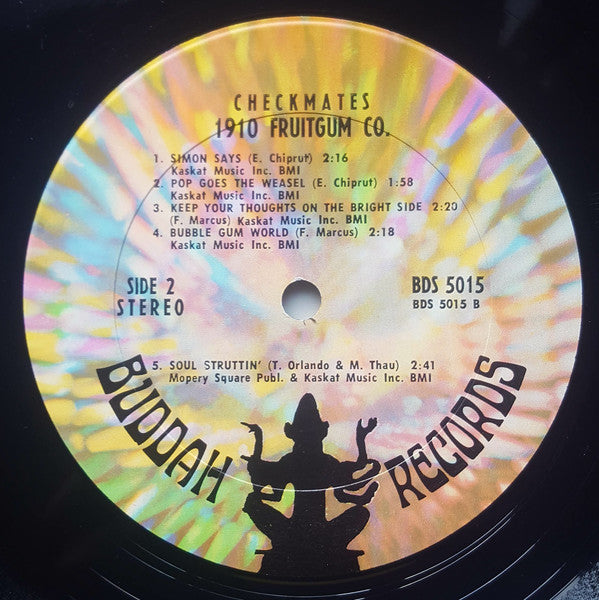 CHECKMATES
1910 FRUITGUM CO.
1. SIMON SAYS (E. Chiprut) 2:16
Kaskat Music Inc. BMI
2. POP GOES THE WEASEL (E. Chiprut) 1:58
Kaskat Music Inc. BMI
3. KEEP YOUR THOUGHTS ON THE BRIGHT SIDE 2:20
(F. Marcus) Kaskat Music Inc. BMI
4. BUBBLE GUM WORLD (F. Marcus) 2:18
Kaskat Music Inc. BMI
SIDE 2
STEREO
BDS 5015
BDS 5015 B
5. SOUL STRUTTIN' (T. Orlando & M. Thau) 2:41
Mopery Square Publ. & Kaskat Music Inc. BMI
BUDDAH RECORDS